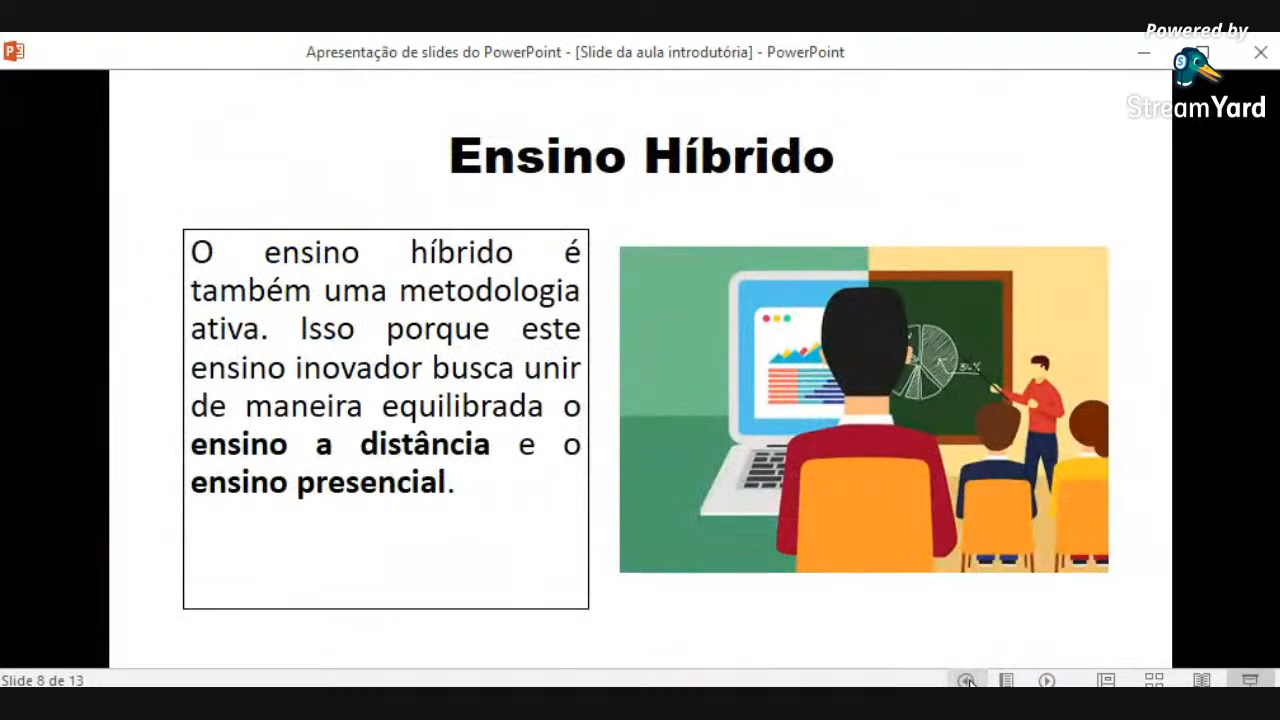 Powered by
Apresentação de slides do PowerPoint - [Slide da aula introdutória] - PowerPoint
StreamYard
Ensino Híbrido
O ensino híbrido é
também uma metodologia
ativa. Isso porque este
ensino inovador busca unir
de maneira equilibrada o
ensino a distância e o
ensino presencial.
Slide 8 de 13